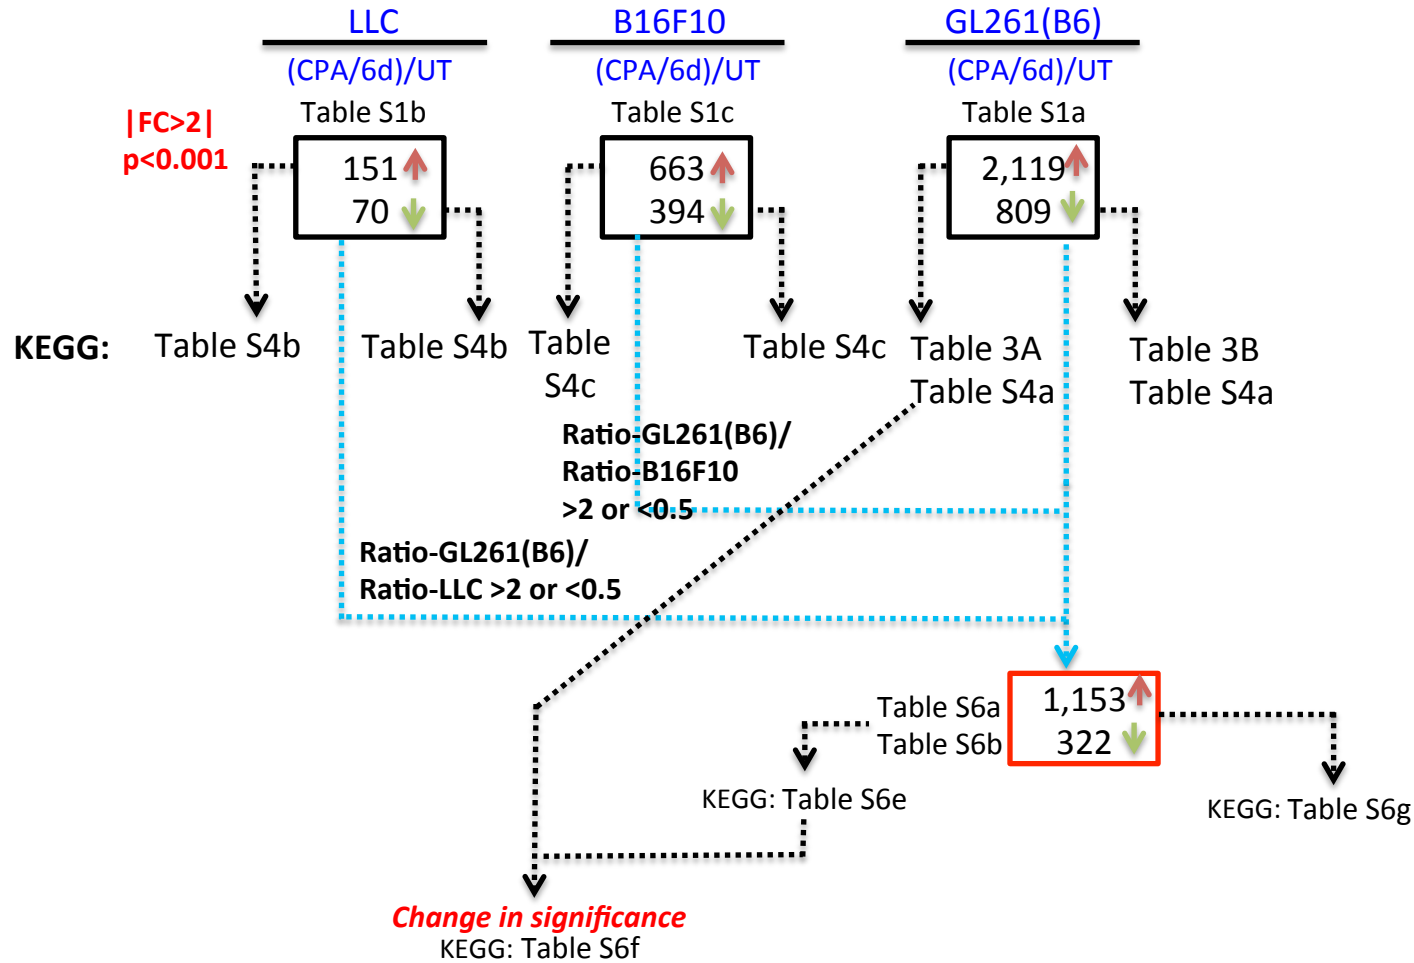 LLC
B16F10
GL261(B6)
(CPA/6d)/UT
(CPA/6d)/UT
(CPA/6d)/UT
Table S1b
Table S1c
Table S1a
|FC>2|
p<0.001
151
70
663
394
2,119
809
KEGG:
Table S4b
Table S4b
Table
S4c
Table S4c
Table 3A
Table S4a
Table 3B
Table S4a
Ratio-GL261(B6)/
Ratio-B16F10
>2 or <0.5
Ratio-GL261(B6)/
Ratio-LLC >2 or <0.5
Table S6a
Table S6b
1,153
322
KEGG: Table S6e
KEGG: Table S6g
Change in significance
KEGG: Table S6f